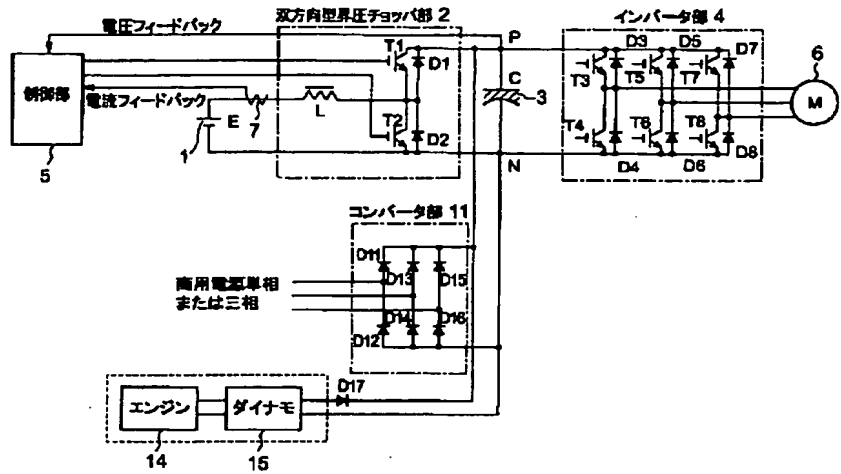 電圧フィードバック
双方向型昇圧チョッパ部 2
P
インバータ部 4
T1
D1
C
3
D3
D5
D7
6
T3
T5
T7
M
制御部
電流フィードバック
7
L
E
T2
D2
1
5
N
T4
T6
T8
D4
D6
D8
コンバータ部 11
D11
D13
D15
商用電源単相
または三相
D14
D16
D12
D17
エンジン
ダイナモ
14
15